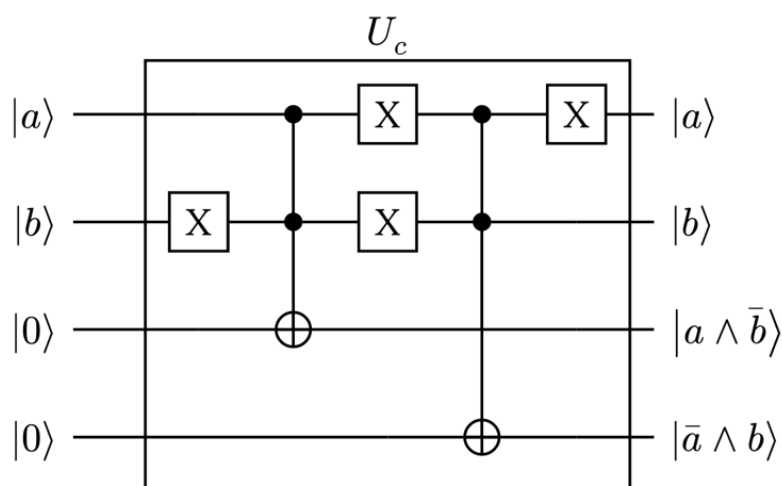 U_c
|a⟩ X X |a⟩
|b⟩ X X |b⟩
|0⟩ |a ∧ b̄⟩
|0⟩ |ā ∧ b⟩